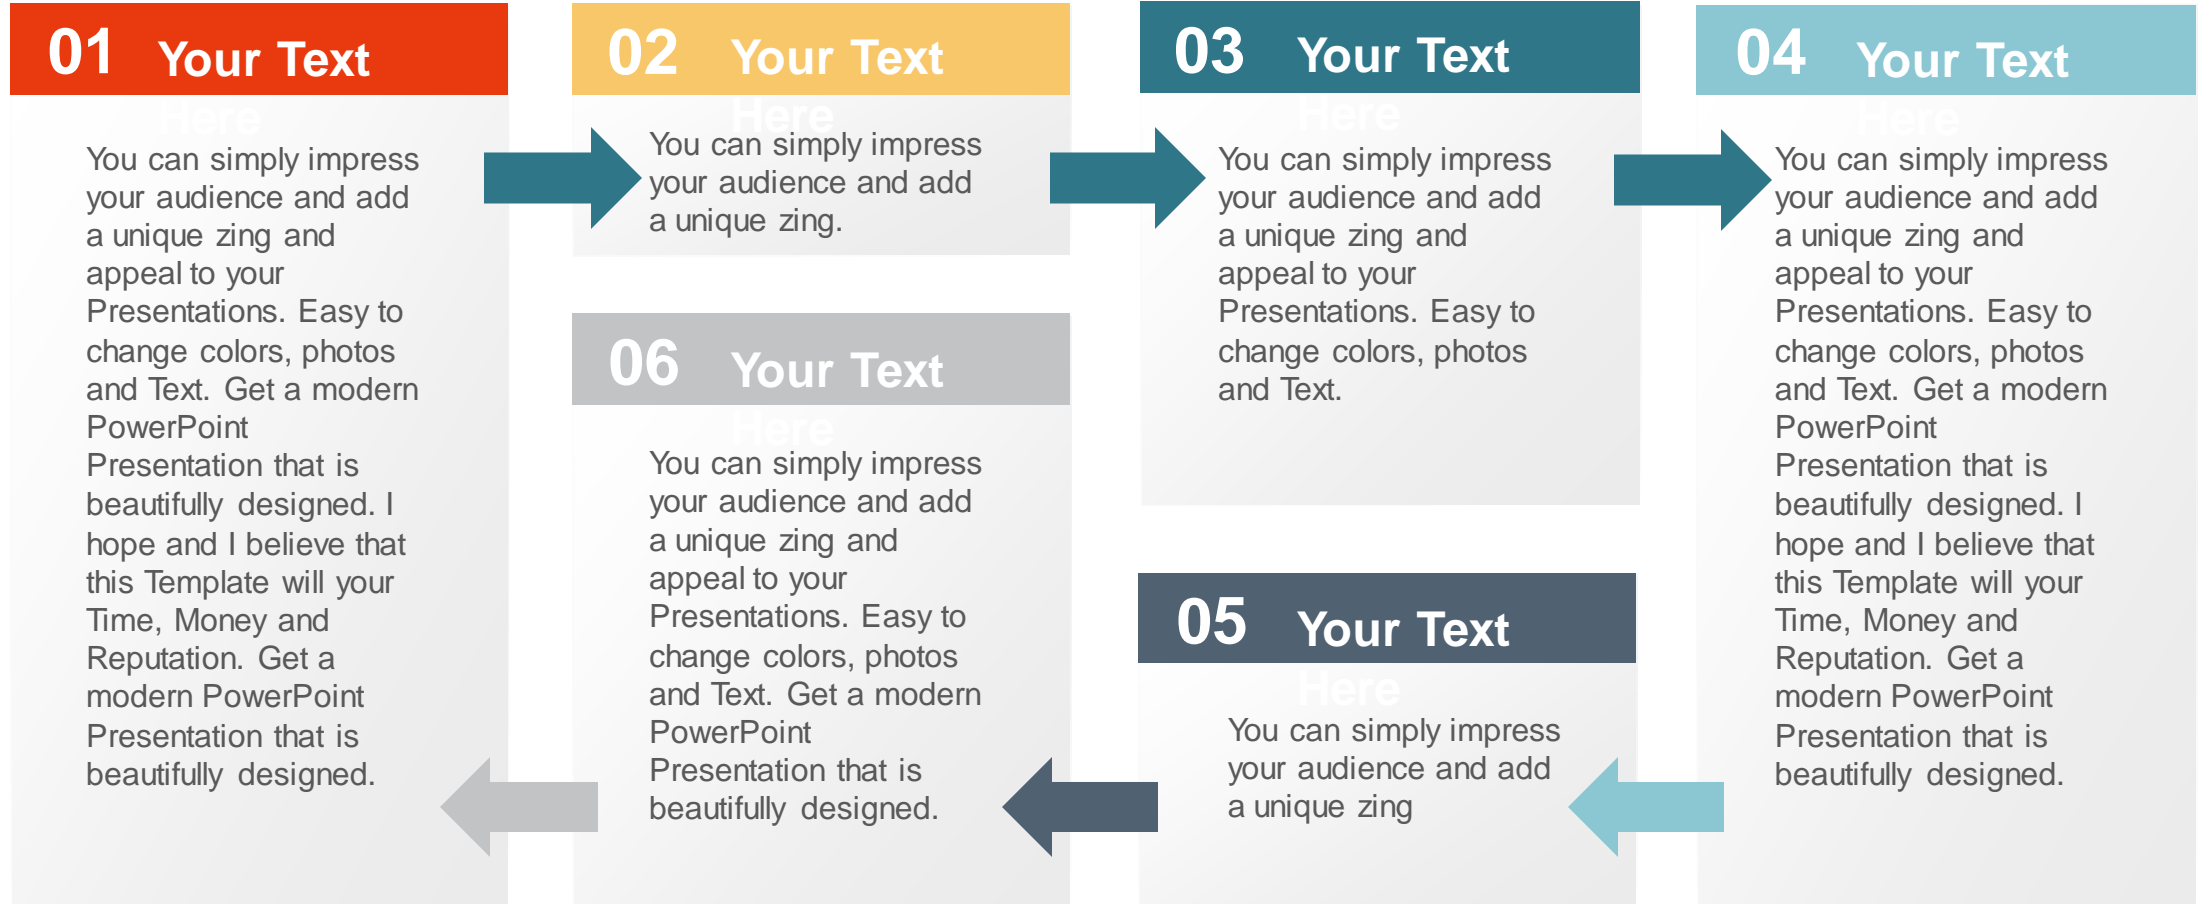 01 Your Text
Here
You can simply impress
your audience and add
a unique zing and
appeal to your
Presentations. Easy to
change colors, photos
and Text. Get a modern
PowerPoint
Presentation that is
beautifully designed. I
hope and I believe that
this Template will your
Time, Money and
Reputation. Get a
modern PowerPoint
Presentation that is
beautifully designed.
02 Your Text
Here
You can simply impress
your audience and add
a unique zing.
03 Your Text
Here
You can simply impress
your audience and add
a unique zing and
appeal to your
Presentations. Easy to
change colors, photos
and Text.
04 Your Text
Here
You can simply impress
your audience and add
a unique zing and
appeal to your
Presentations. Easy to
change colors, photos
and Text. Get a modern
PowerPoint
Presentation that is
beautifully designed. I
hope and I believe that
this Template will your
Time, Money and
Reputation. Get a
modern PowerPoint
Presentation that is
beautifully designed.
05 Your Text
Here
You can simply impress
your audience and add
a unique zing
06 Your Text
Here
You can simply impress
your audience and add
a unique zing and
appeal to your
Presentations. Easy to
change colors, photos
and Text. Get a modern
PowerPoint
Presentation that is
beautifully designed.